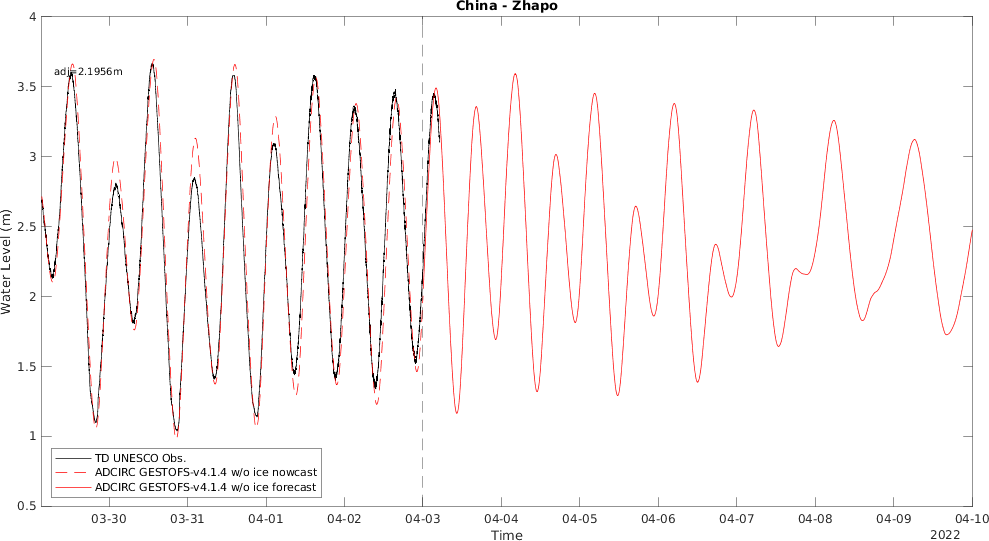 China - Zhapo
4
3.5
3
2.5
2
1.5
1
0.5
Water Level (m)
adj=2.1956m
TD UNESCO Obs.
ADCIRC GESTOFS-v4.1.4 w/o ice nowcast
ADCIRC GESTOFS-v4.1.4 w/o ice forecast
03-30 03-31 04-01 04-02 04-03 04-04 04-05 04-06 04-07 04-08 04-09 04-10
Time
2022